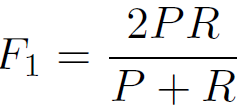 F₁ = 2PR / P + R